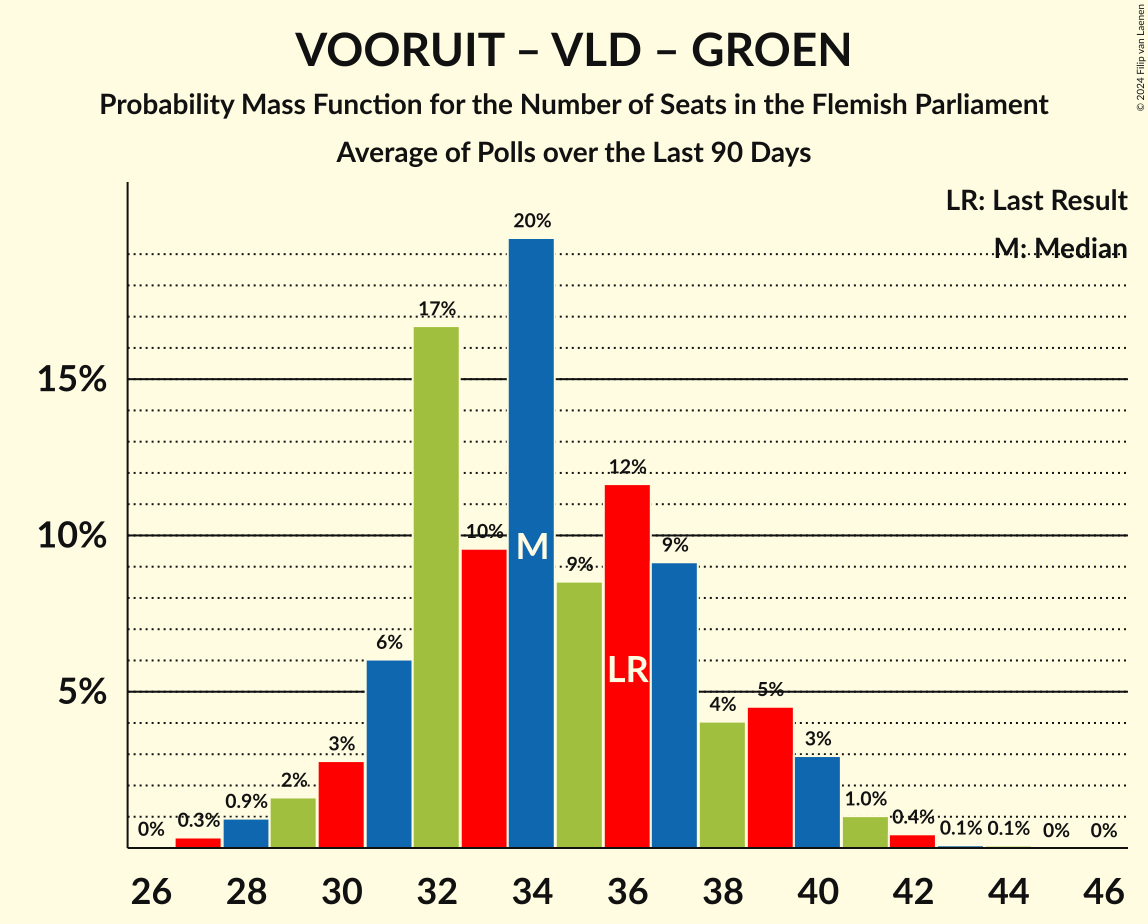 VOORUIT – VLD – GROEN
Probability Mass Function for the Number of Seats in the Flemish Parliament
Average of Polls over the Last 90 Days
© 2024 Filip van Laenen
LR: Last Result
M: Median
15%
10%
5%
0%
0.3%
0.9%
2%
3%
6%
17%
10%
20%
9%
12%
9%
4%
5%
3%
1.0%
0.4%
0.1%
0.1%
0%
0%
M
LR
26 28 30 32 34 36 38 40 42 44 46